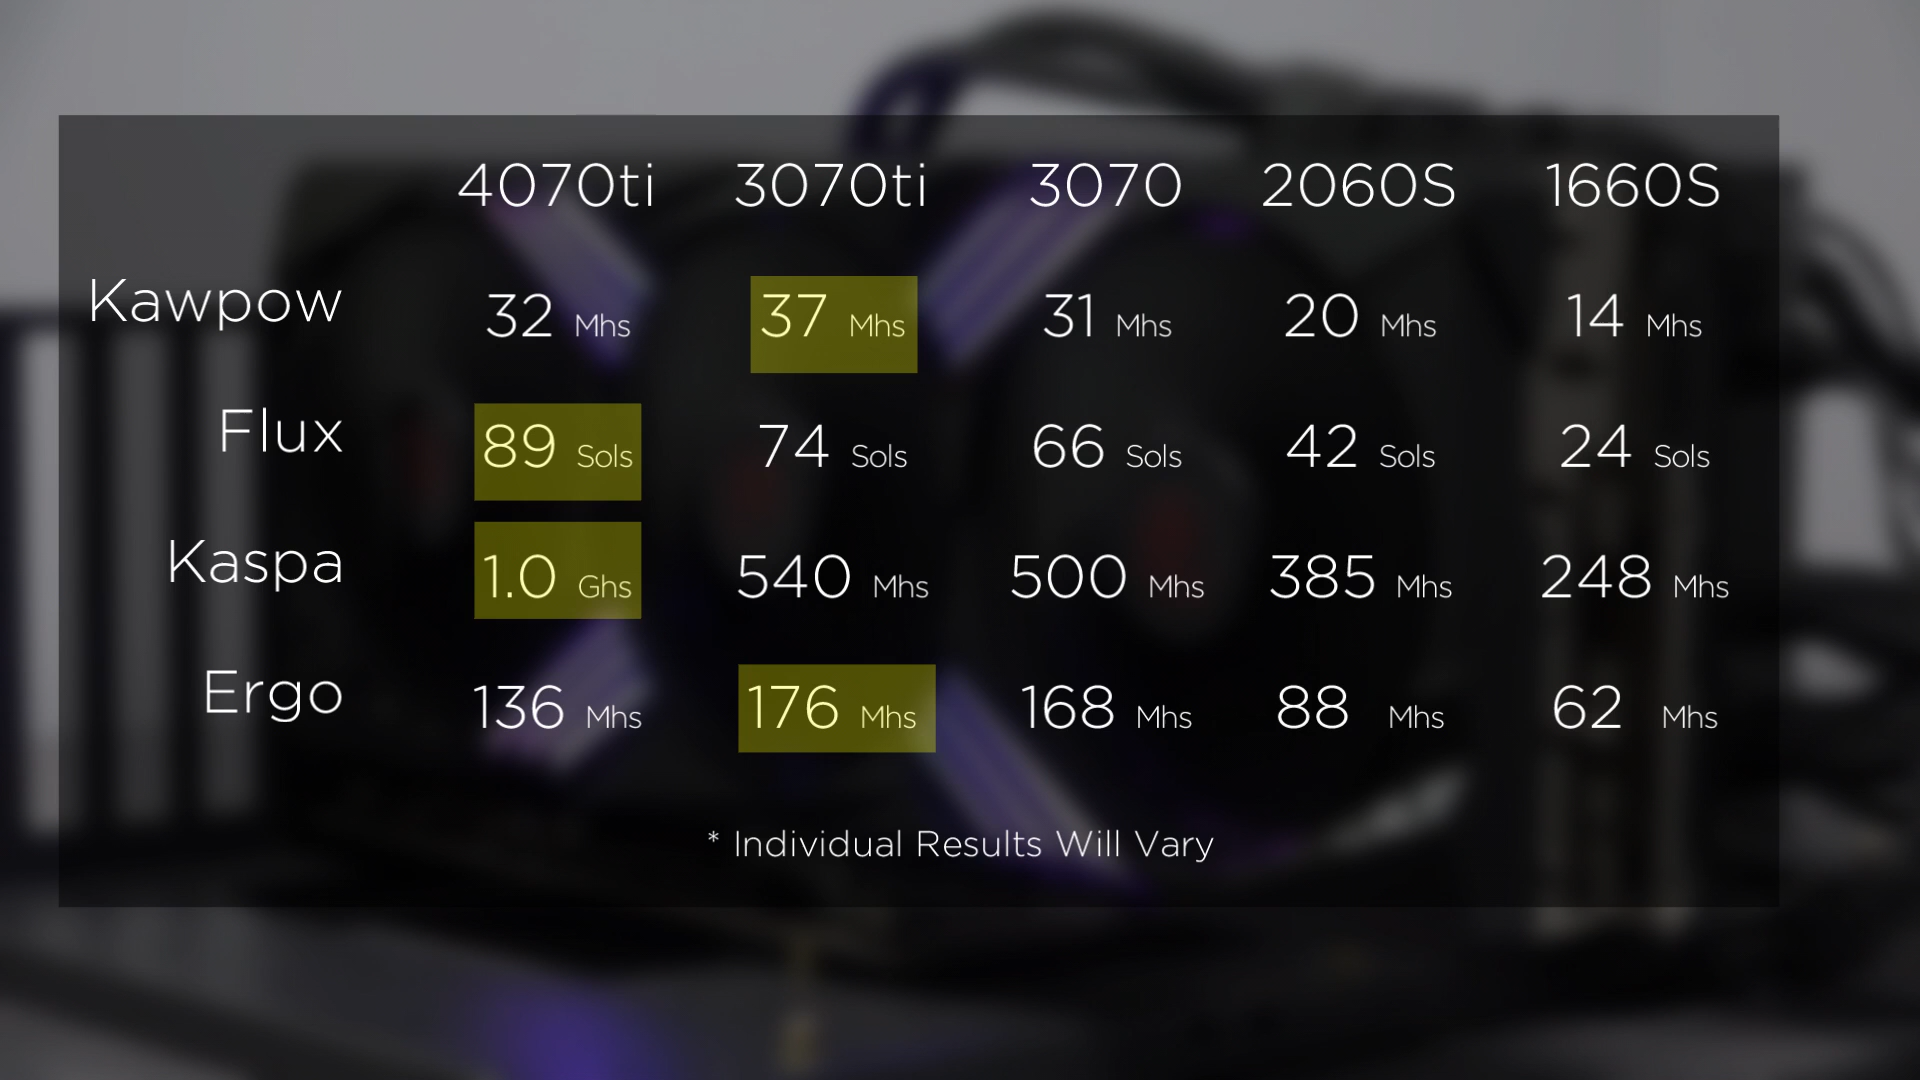 4070ti 3070ti 3070 2060S 1660S
Kawpow 32 Mhs 37 Mhs 31 Mhs 20 Mhs 14 Mhs
Flux 89 Sols 74 Sols 66 Sols 42 Sols 24 Sols
Kaspa 1.0 Ghs 540 Mhs 500 Mhs 385 Mhs 248 Mhs
Ergo 136 Mhs 176 Mhs 168 Mhs 88 Mhs 62 Mhs
* Individual Results Will Vary